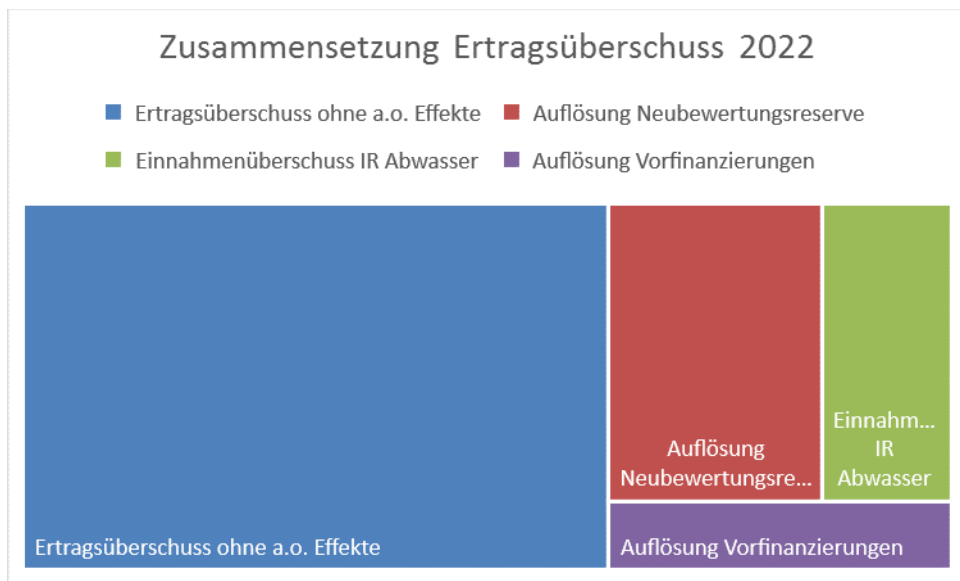 Zusammensetzung Ertragsüberschuss 2022
Ertragsüberschuss ohne a.o. Effekte
Auflösung Neubewertungsreserve
Einnahmenüberschuss IR Abwasser
Auflösung Vorfinanzierungen
Ertragsüberschuss ohne a.o. Effekte
Auflösung
Neubewertungsre...
Einnahm...
IR
Abwasser
Auflösung Vorfinanzierungen